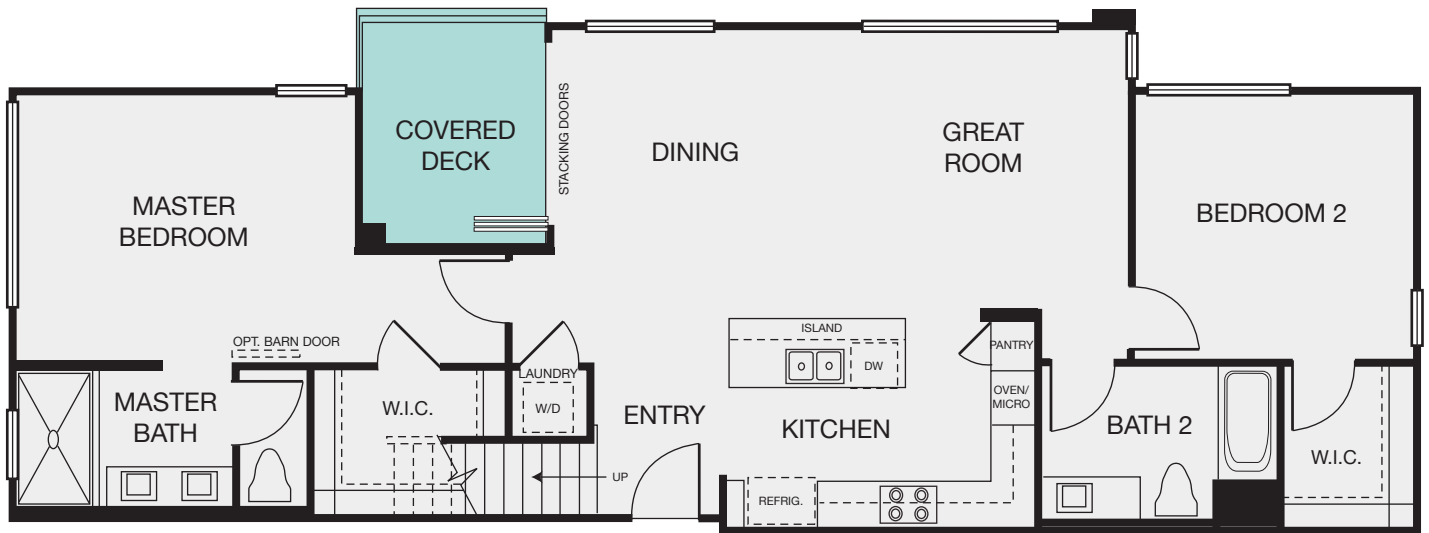 COVERED
DECK
STACKING DOORS
DINING
GREAT
ROOM
MASTER
BEDROOM
BEDROOM 2
OPT. BARN DOOR
ISLAND
DW
PANTRY
OVEN/
MICRO
LAUNDRY
W/D
MASTER
BATH
W.I.C.
ENTRY
KITCHEN
BATH 2
W.I.C.
UP
REFRIG.